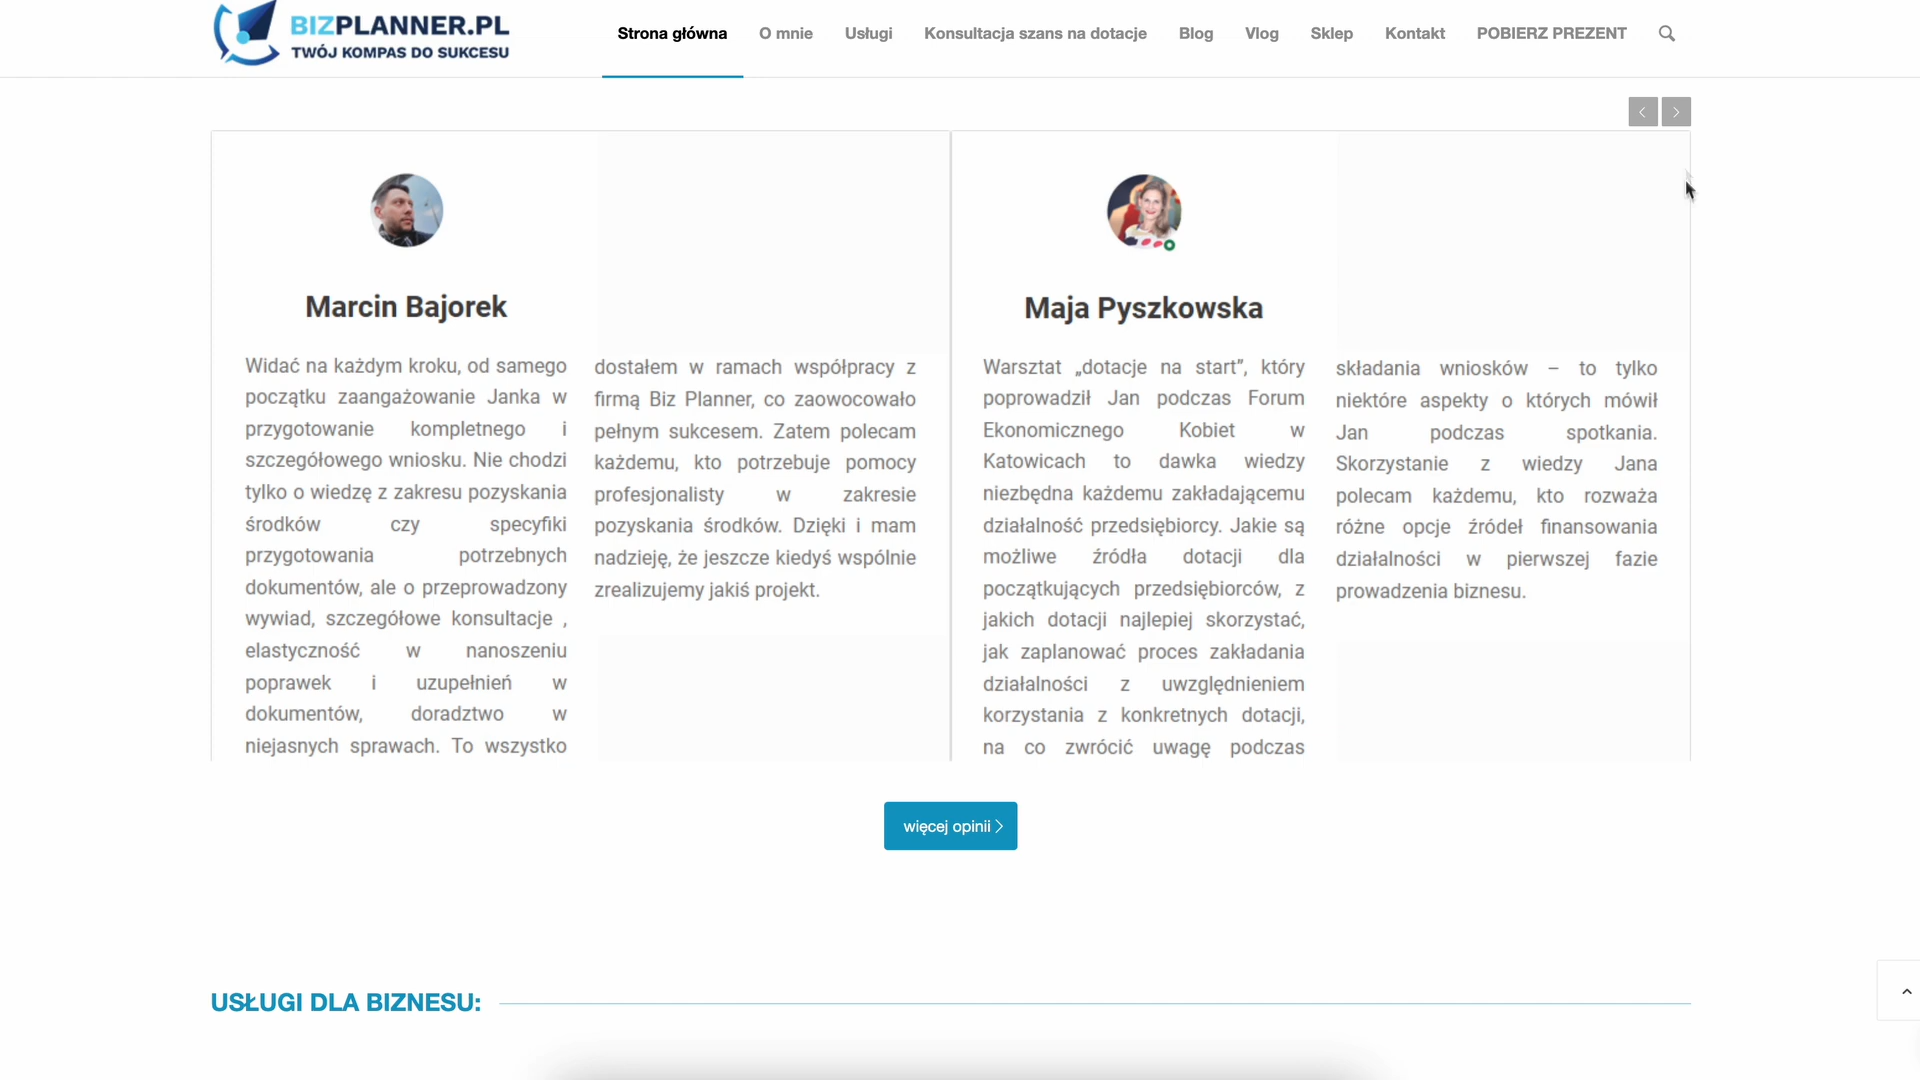 BIZPLANNER.PL
TWÓJ KOMPAS DO SUKCESU
Strona główna O mnie Usługi Konsultacja szans na dotacje Blog Vlog Sklep Kontakt POBIERZ PREZENT
Marcin Bajorek
Widać na każdym kroku, od samego
początku zaangażowanie Janka w
przygotowanie kompletnego i
szczegółowego wniosku. Nie chodzi
tylko o wiedzę z zakresu pozyskania
środków czy specyfiki
przygotowania potrzebnych
dokumentów, ale o przeprowadzony
wywiad, szczegółowe konsultacje ,
elastyczność w nanoszeniu
poprawek i uzupełnień w
dokumentów, doradztwo w
niejasnych sprawach. To wszystko
dostałem w ramach współpracy z
firmą Biz Planner, co zaowocowało
pełnym sukcesem. Zatem polecam
każdemu, kto potrzebuje pomocy
profesjonalisty w zakresie
pozyskania środków. Dzięki i mam
nadzieję, że jeszcze kiedyś wspólnie
zrealizujemy jakiś projekt.
Maja Pyszkowska
Warsztat „dotacje na start”, który
poprowadził Jan podczas Forum
Ekonomicznego Kobiet w
Katowicach to dawka wiedzy
niezbędna każdemu zakładającemu
działalność przedsiębiorcy. Jakie są
możliwe źródła dotacji dla
początkujących przedsiębiorców, z
jakich dotacji najlepiej skorzystać,
jak zaplanować proces zakładania
działalności z uwzględnieniem
korzystania z konkretnych dotacji,
na co zwrócić uwagę podczas
składania wniosków – to tylko
niektóre aspekty o których mówił
Jan podczas spotkania.
Skorzystanie z wiedzy Jana
polecam każdemu, kto rozważa
różne opcje źródeł finansowania
działalności w pierwszej fazie
prowadzenia biznesu.
więcej opinii
USŁUGI DLA BIZNESU: